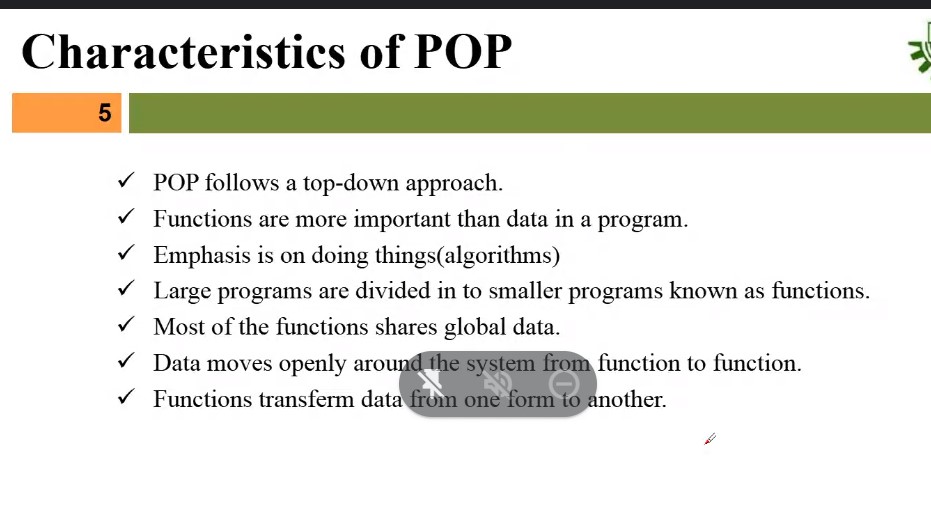 Characteristics of POP
5
✓ POP follows a top-down approach.
✓ Functions are more important than data in a program.
✓ Emphasis is on doing things(algorithms)
✓ Large programs are divided in to smaller programs known as functions.
✓ Most of the functions shares global data.
✓ Data moves openly around the system from function to function.
✓ Functions transferm data from one form to another.